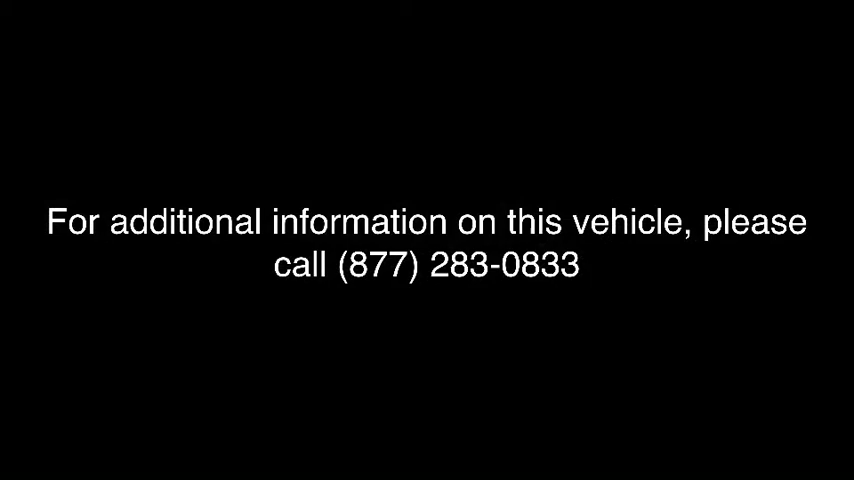 For additional information on this vehicle, please
call (877) 283-0833